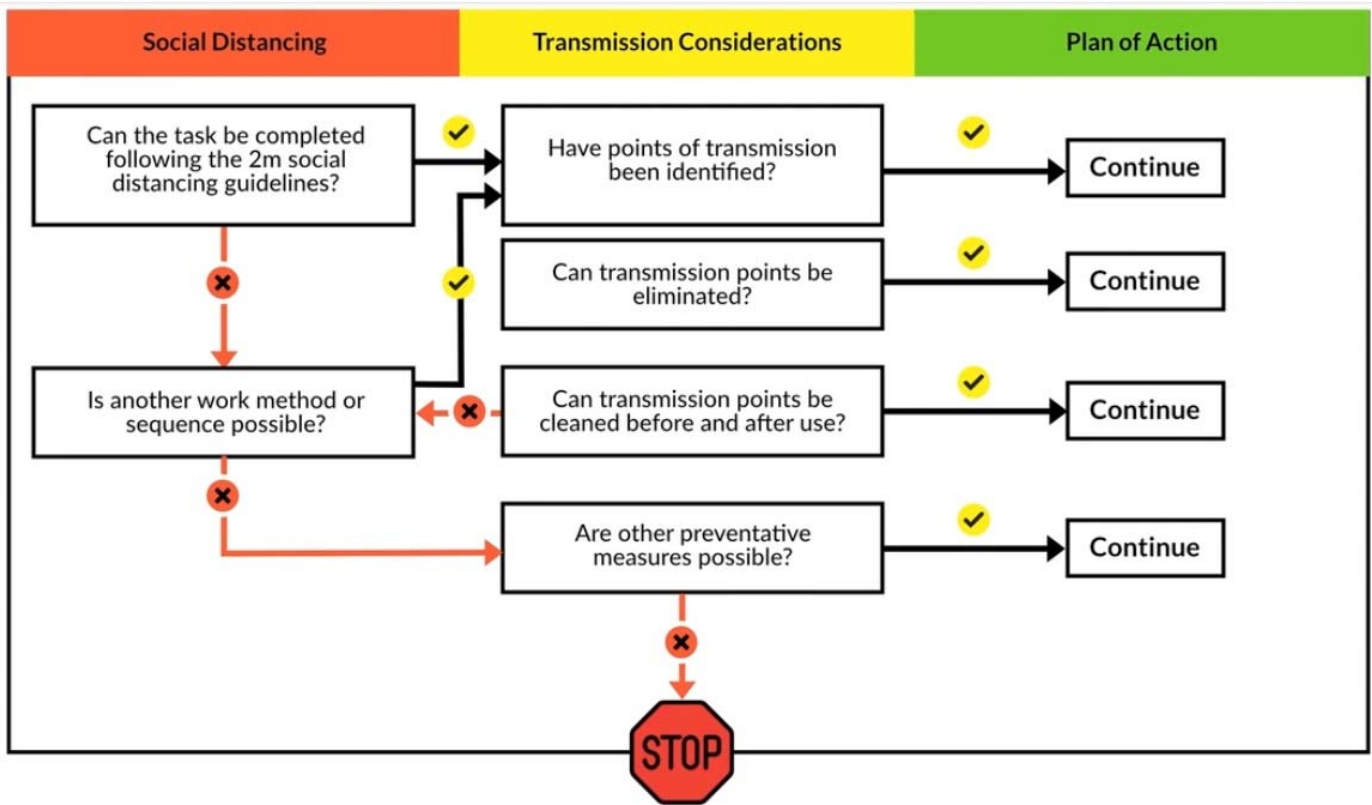 Social Distancing
Transmission Considerations
Plan of Action
Can the task be completed
following the 2m social
distancing guidelines?
Have points of transmission
been identified?
Continue
Can transmission points be
eliminated?
Continue
Is another work method or
sequence possible?
Can transmission points be
cleaned before and after use?
Continue
Are other preventative
measures possible?
Continue
STOP